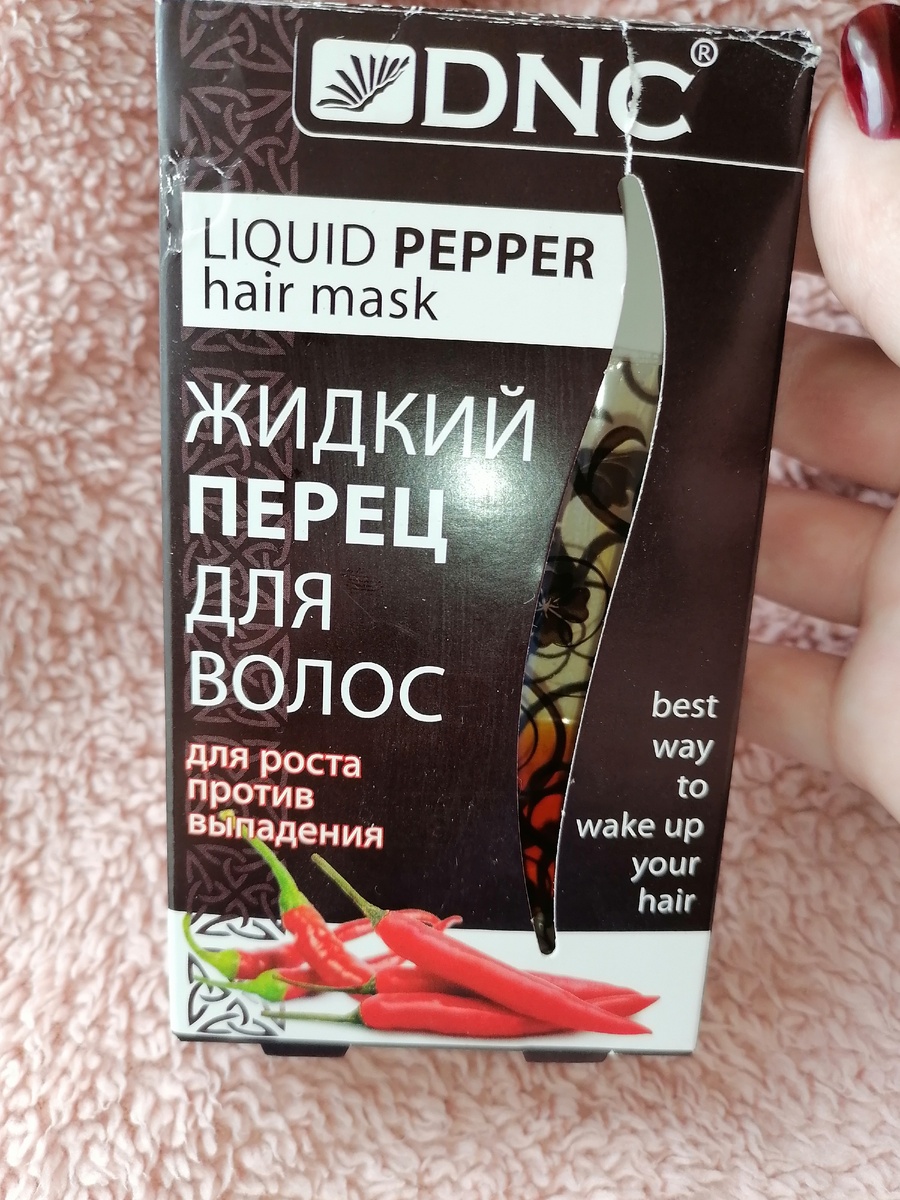 DNC®
LIQUID PEPPER
hair mask
ЖИДКИЙ
ПЕРЕЦ
ДЛЯ
ВОЛОС
для роста
против
выпадения
best
way
to
wake up
your
hair